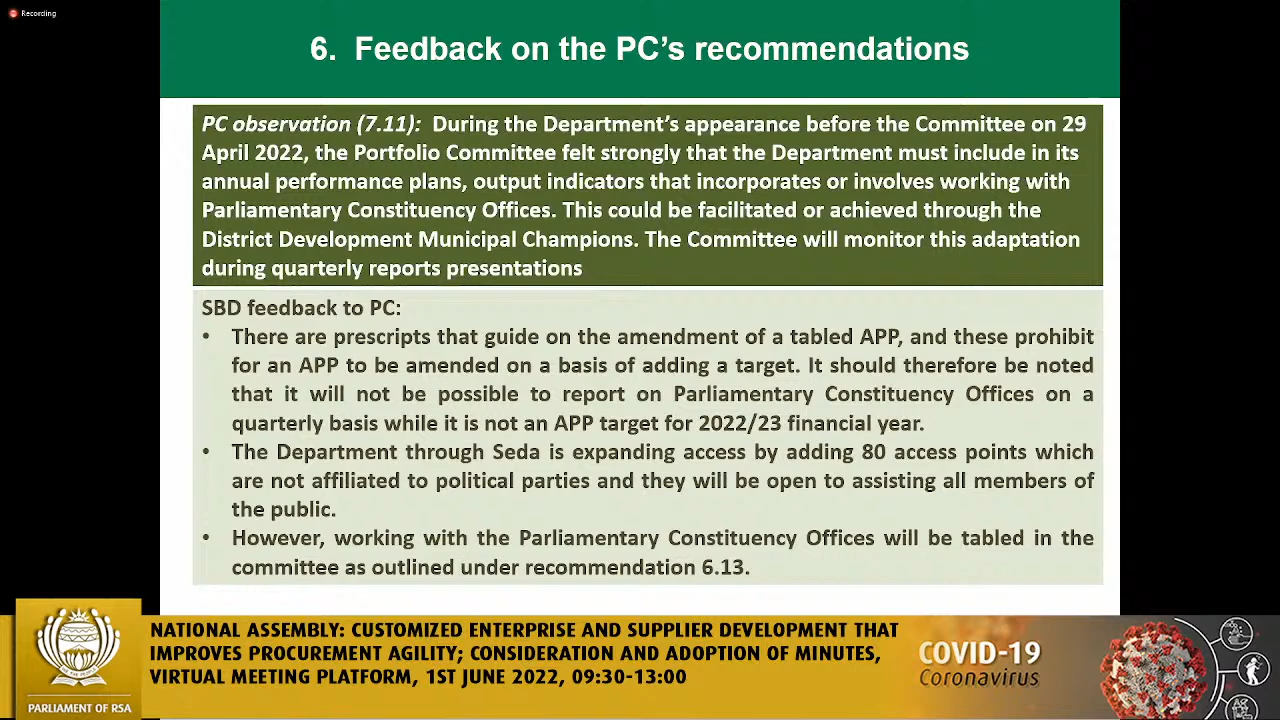 Recording
6. Feedback on the PC's recommendations
PC observation (7.11): During the Department's appearance before the Committee on 29
April 2022, the Portfolio Committee felt strongly that the Department must include in its
annual performance plans, output indicators that incorporates or involves working with
Parliamentary Constituency Offices. This could be facilitated or achieved through the
District Development Municipal Champions. The Committee will monitor this adaptation
during quarterly reports presentations
SBD feedback to PC:
• There are prescripts that guide on the amendment of a tabled APP, and these prohibit
for an APP to be amended on a basis of adding a target. It should therefore be noted
that it will not be possible to report on Parliamentary Constituency Offices on a
quarterly basis while it is not an APP target for 2022/23 financial year.
• The Department through Seda is expanding access by adding 80 access points which
are not affiliated to political parties and they will be open to assisting all members of
the public.
• However, working with the Parliamentary Constituency Offices will be tabled in the
committee as outlined under recommendation 6.13.
NATIONAL ASSEMBLY: CUSTOMIZED ENTERPRISE AND SUPPLIER DEVELOPMENT THAT
IMPROVES PROCUREMENT AGILITY; CONSIDERATION AND ADOPTION OF MINUTES,
VIRTUAL MEETING PLATFORM, 1ST JUNE 2022, 09:30-13:00
PARLIAMENT OF RSA
COVID-19
Coronavirus